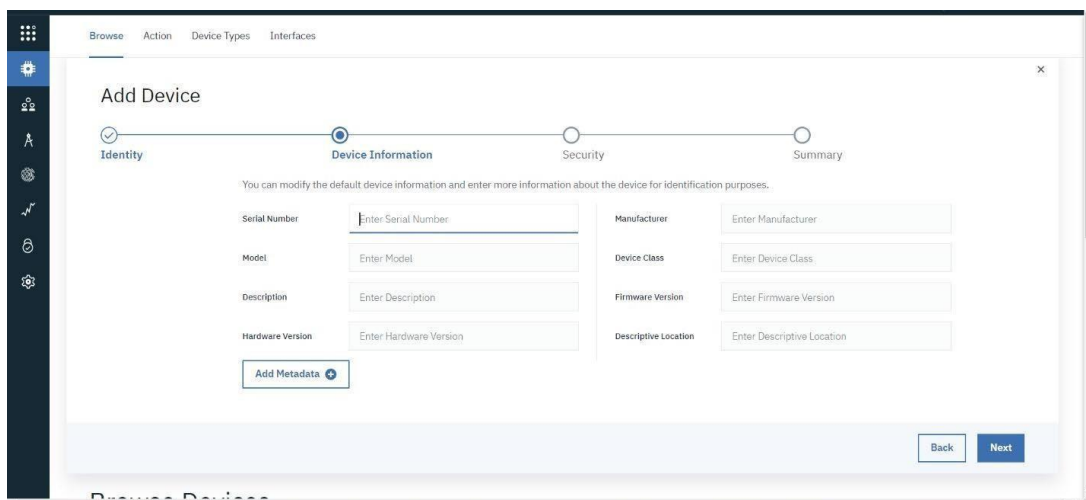 Browse Action Device Types Interfaces
Add Device
Identity Device Information Security Summary
You can modify the default device information and enter more information about the device for identification purposes.
Serial Number Enter Serial Number Manufacturer Enter Manufacturer
Model Enter Model Device Class Enter Device Class
Description Enter Description Firmware Version Enter Firmware Version
Hardware Version Enter Hardware Version Descriptive Location Enter Descriptive Location
Add Metadata
Back Next
Browse Devices